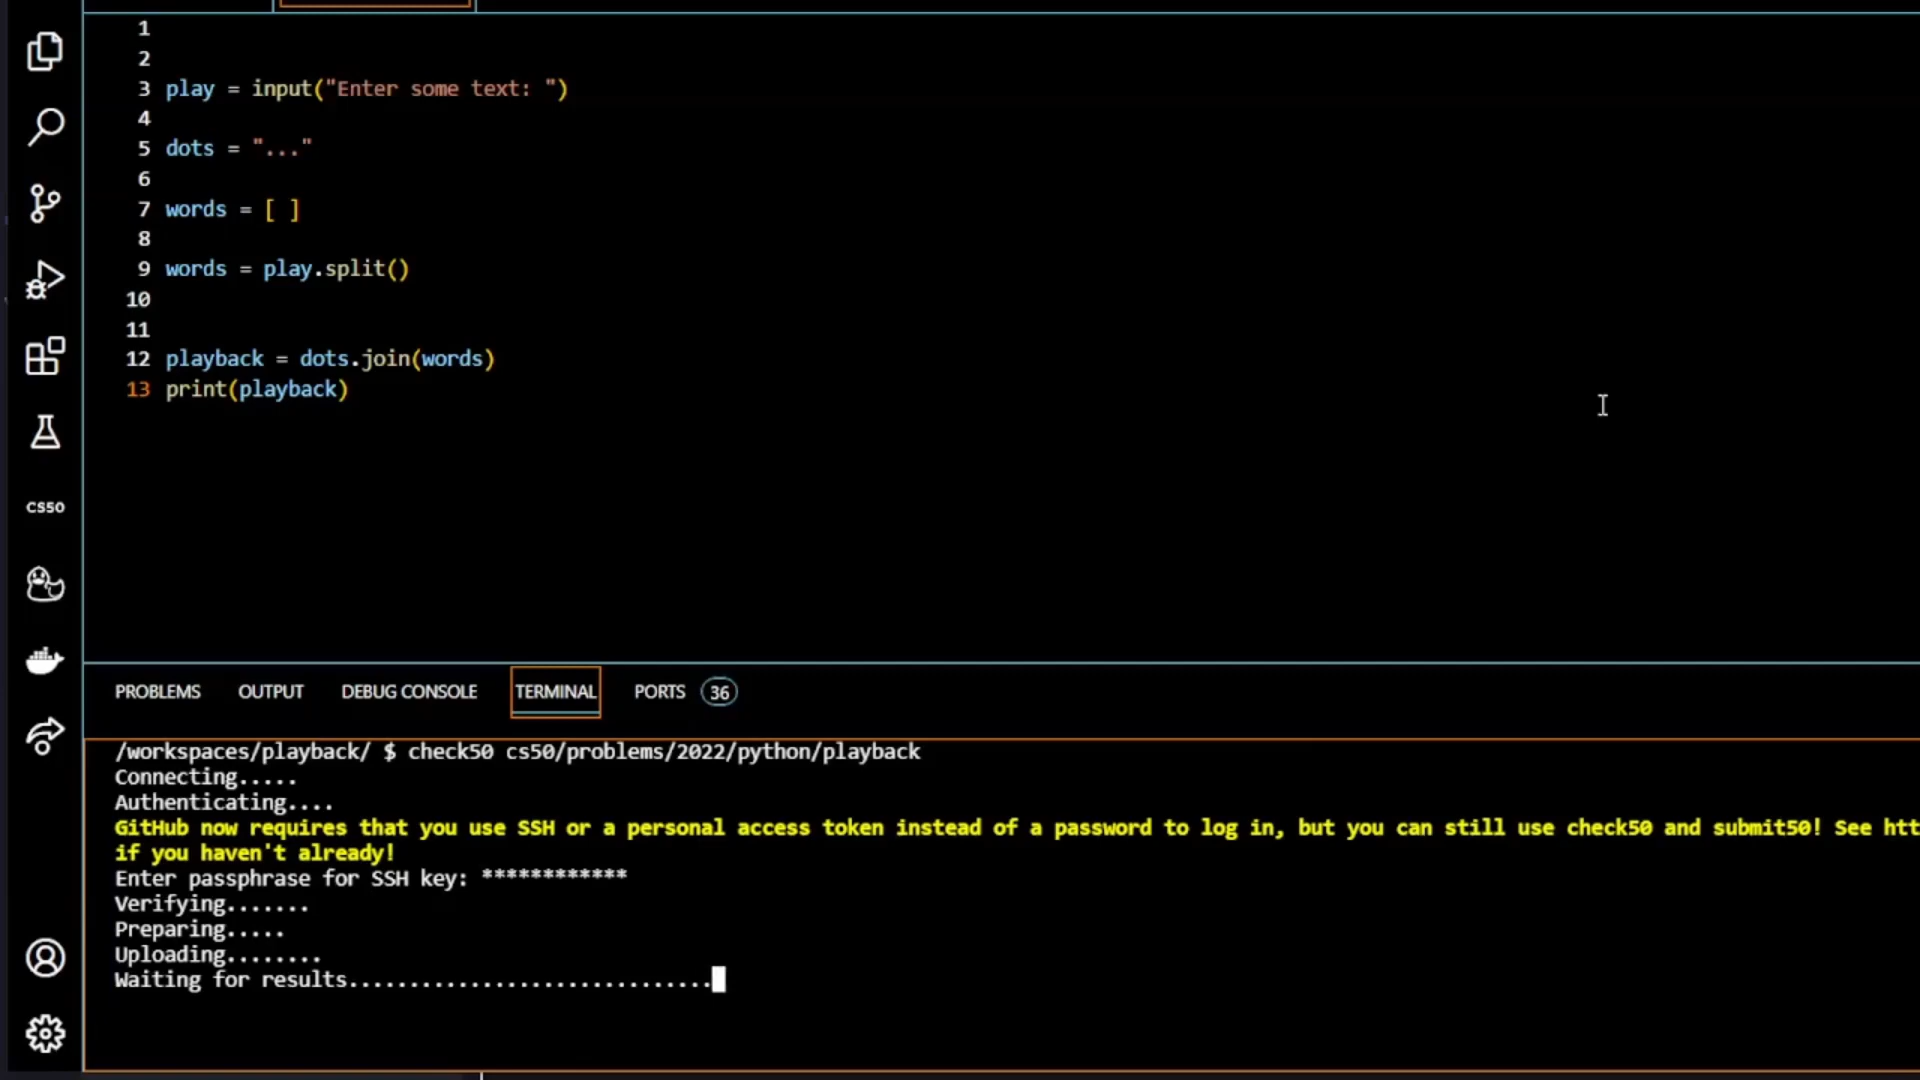 1
2
3 play = input("Enter some text: ")
4
5 dots = "..."
6
7 words = [ ]
8
9 words = play.split()
10
11
12 playback = dots.join(words)
13 print(playback)
CS50
PROBLEMS OUTPUT DEBUG CONSOLE TERMINAL PORTS 36
/workspaces/playback/ $ check50 cs50/problems/2022/python/playback
Connecting.....
Authenticating....
GitHub now requires that you use SSH or a personal access token instead of a password to log in, but you can still use check50 and submit50! See htt
if you haven't already!
Enter passphrase for SSH key: ************
Verifying.......
Preparing.....
Uploading........
Waiting for results..............................